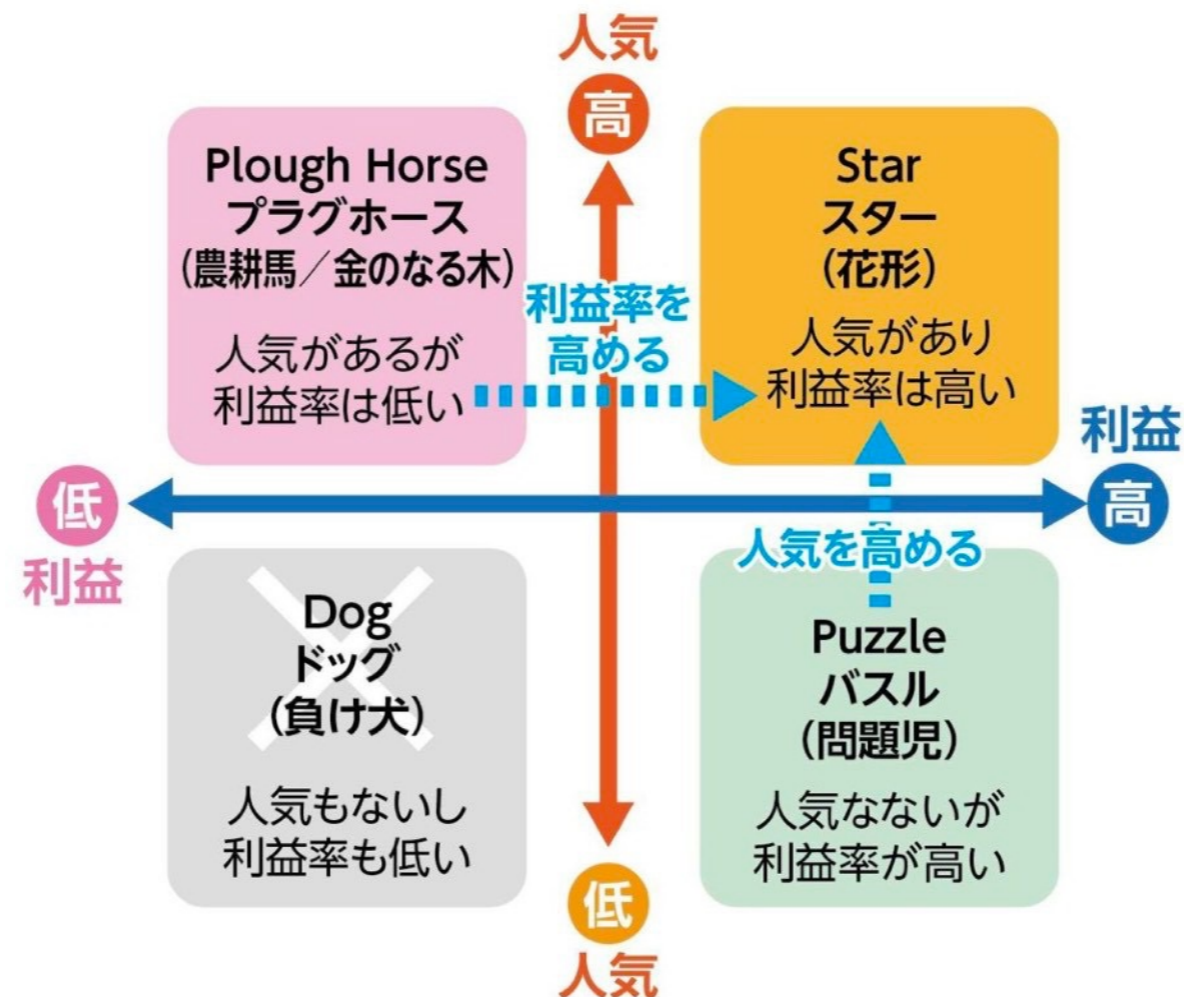 人気
高
Plough Horse
プラグホース
（農耕馬／金のなる木）
人気があるが
利益率は低い
利益率を
高める
Star
スター
（花形）
人気があり
利益率は高い
利益
高
低
利益
人気を高める
Dog
ドッグ
（負け犬）
人気もないし
利益率も低い
Puzzle
バスル
（問題児）
人気なないが
利益率が高い
低
人気